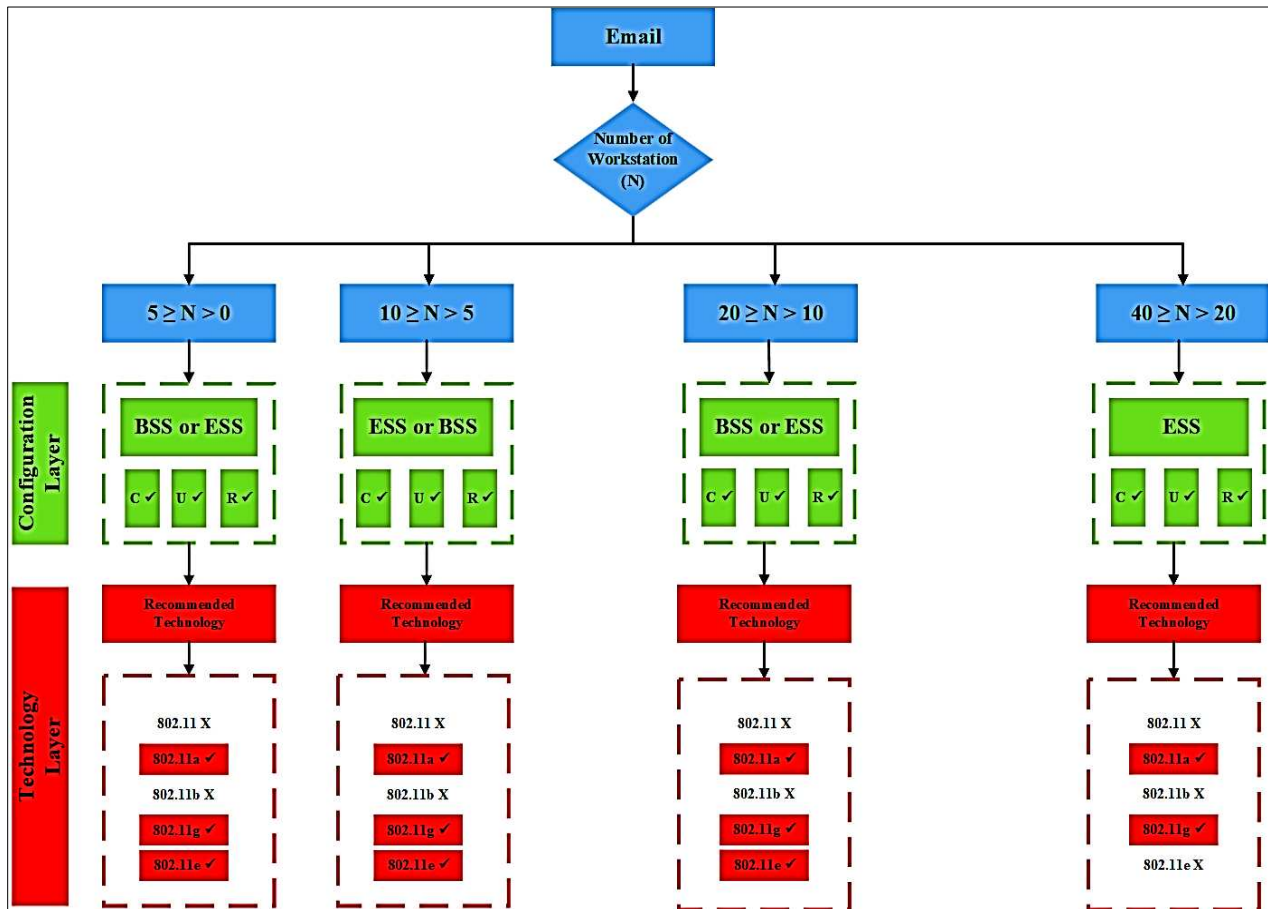 Email
Number of
Workstation
(N)
5 ≥ N > 0
10 ≥ N > 5
20 ≥ N > 10
40 ≥ N > 20
Configuration
Layer
BSS or ESS
C ✓ U ✓ R ✓
ESS or BSS
C ✓ U ✓ R ✓
BSS or ESS
C ✓ U ✓ R ✓
ESS
C ✓ U ✓ R ✓
Technology
Layer
Recommended
Technology
802.11 X
802.11a ✓
802.11b X
802.11g ✓
802.11e ✓
Recommended
Technology
802.11 X
802.11a ✓
802.11b X
802.11g ✓
802.11e ✓
Recommended
Technology
802.11 X
802.11a ✓
802.11b X
802.11g ✓
802.11e ✓
Recommended
Technology
802.11 X
802.11a ✓
802.11b X
802.11g ✓
802.11e X